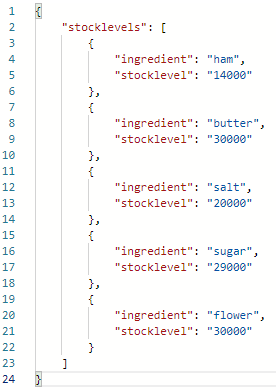 1 {
2     "stocklevels": [
3         {
4             "ingredient": "ham",
5             "stocklevel": "14000"
6         },
7         {
8             "ingredient": "butter",
9             "stocklevel": "30000"
10         },
11         {
12             "ingredient": "salt",
13             "stocklevel": "20000"
14         },
15         {
16             "ingredient": "sugar",
17             "stocklevel": "29000"
18         },
19         {
20             "ingredient": "flower",
21             "stocklevel": "30000"
22         }
23     ]
24 }